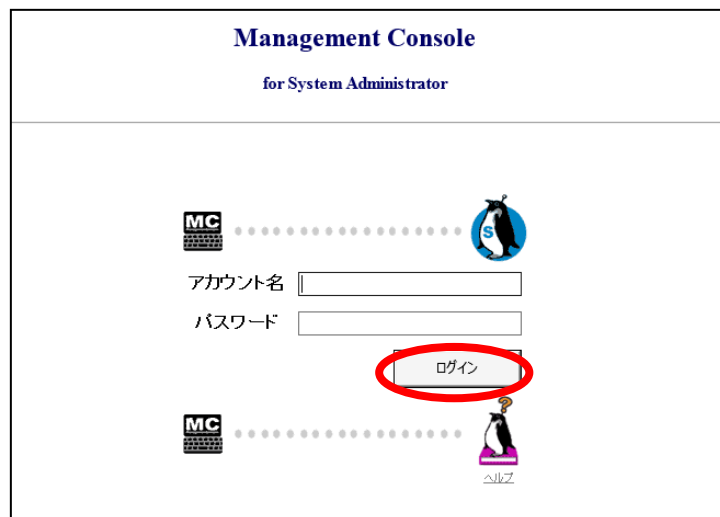 Management Console
for System Administrator
MC
S
アカウント名
パスワード
ログイン
?
MC
ヘルプ